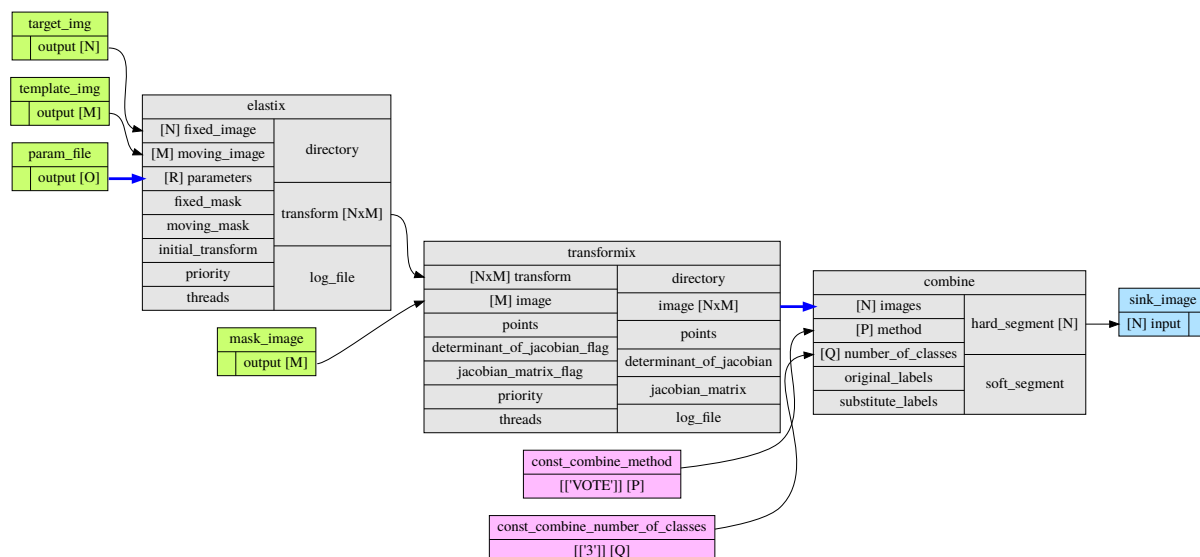 target_img
output [N]
template_img
output [M]
param_file
output [O]
elastix
[N] fixed_image
[M] moving_image
[R] parameters
fixed_mask
moving_mask
initial_transform
priority
threads
directory
transform [NxM]
log_file
mask_image
output [M]
transformix
[NxM] transform
[M] image
points
determinant_of_jacobian_flag
jacobian_matrix_flag
priority
threads
directory
image [NxM]
points
determinant_of_jacobian
jacobian_matrix
log_file
combine
[N] images
[P] method
[Q] number_of_classes
original_labels
substitute_labels
hard_segment [N]
soft_segment
sink_image
[N] input
const_combine_method
[['VOTE']] [P]
const_combine_number_of_classes
[['3']] [Q]